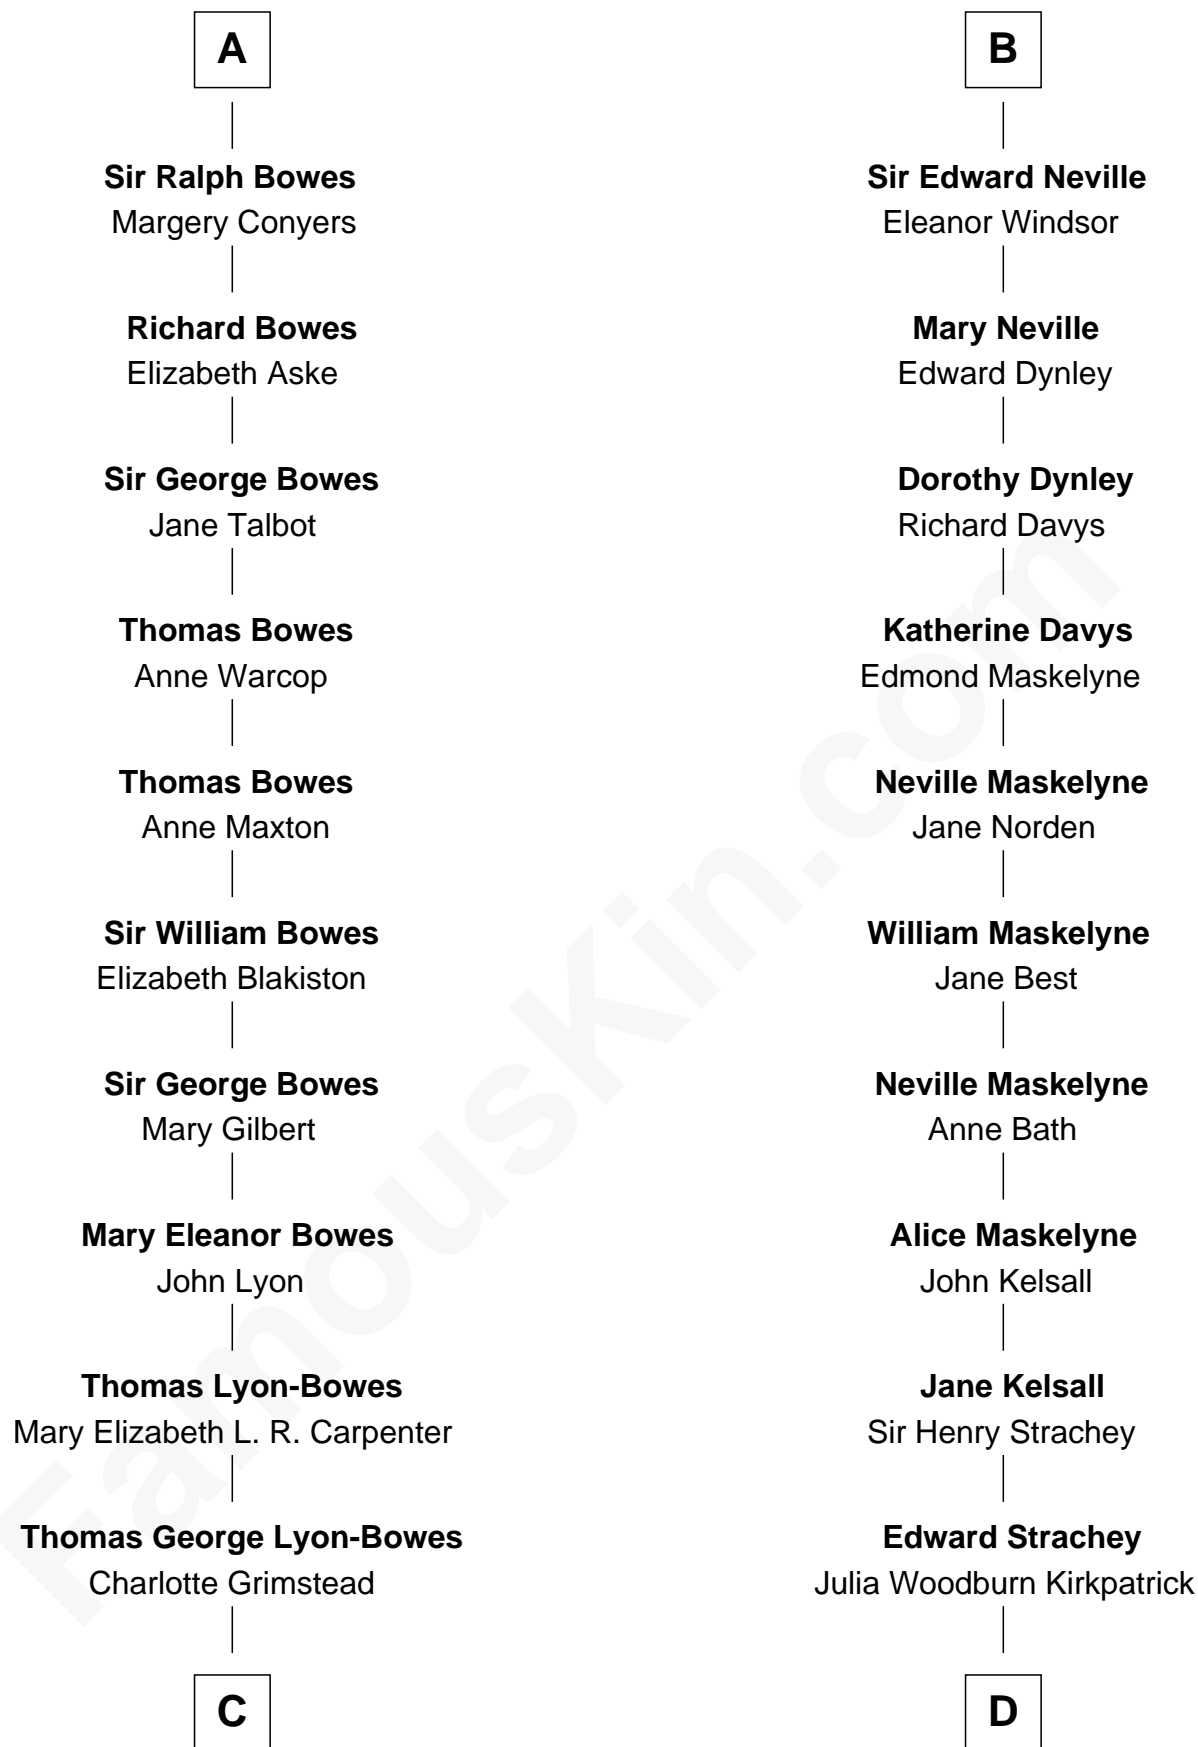 A
Sir Ralph Bowes
Margery Conyers
Richard Bowes
Elizabeth Aske
Sir George Bowes
Jane Talbot
Thomas Bowes
Anne Warcop
Thomas Bowes
Anne Maxton
Sir William Bowes
Elizabeth Blakiston
Sir George Bowes
Mary Gilbert
Mary Eleanor Bowes
John Lyon
Thomas Lyon-Bowes
Mary Elizabeth L. R. Carpenter
Thomas George Lyon-Bowes
Charlotte Grimstead
C
B
Sir Edward Neville
Eleanor Windsor
Mary Neville
Edward Dynley
Dorothy Dynley
Richard Davys
Katherine Davys
Edmond Maskelyne
Neville Maskelyne
Jane Norden
William Maskelyne
Jane Best
Neville Maskelyne
Anne Bath
Alice Maskelyne
John Kelsall
Jane Kelsall
Sir Henry Strachey
Edward Strachey
Julia Woodburn Kirkpatrick
D
FamousKin.com